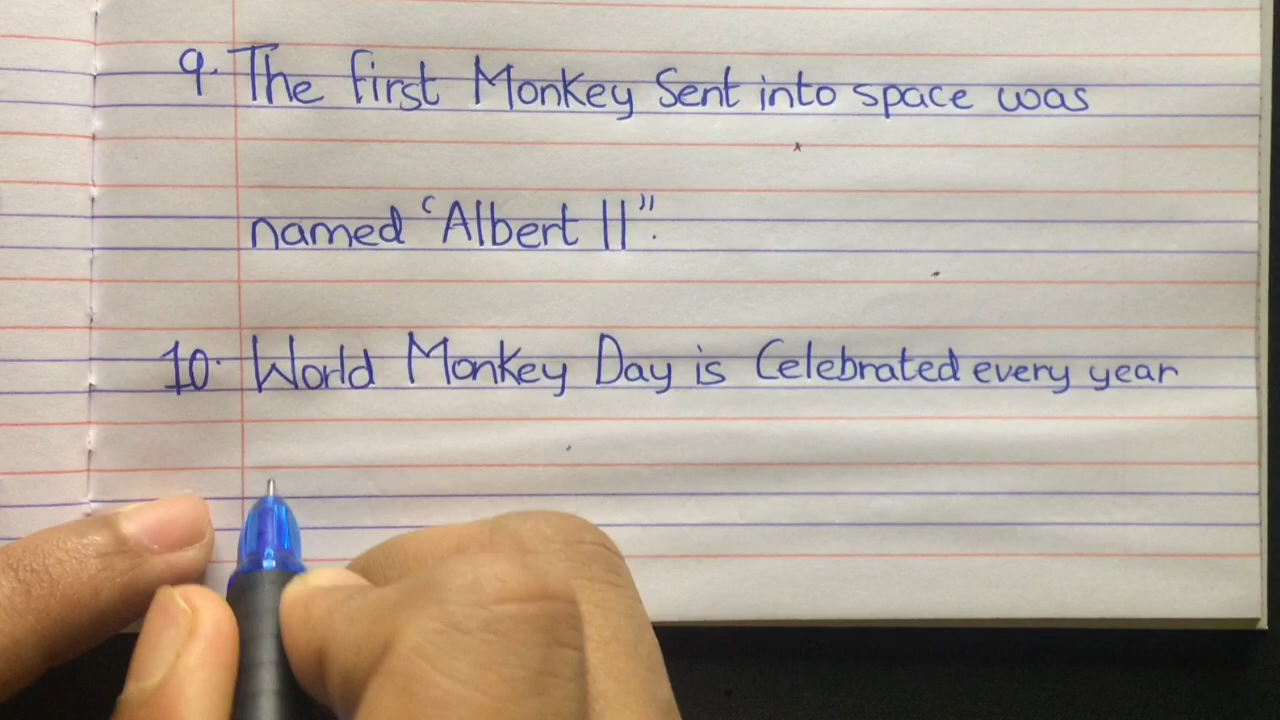 9. The first Monkey Sent into space was
named “Albert II”.
10. World Monkey Day is Celebrated every year